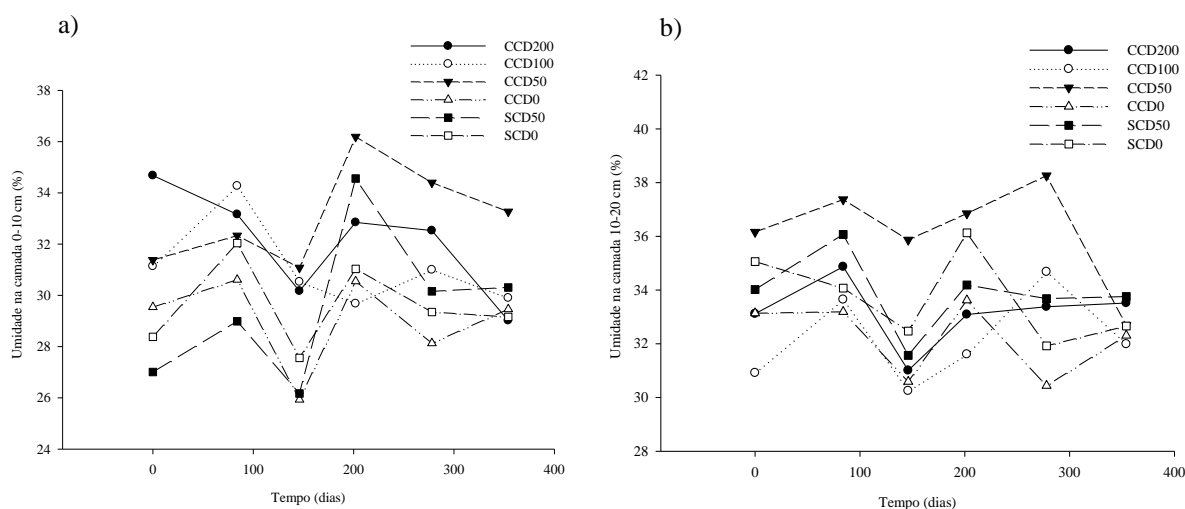 a)
CCD200
CCD100
CCD50
CCD0
SCD50
SCD0
Umidade na camada 0-10 cm (%)
38
36
34
32
30
28
26
24
0 100 200 300 400
Tempo (dias)
b)
CCD200
CCD100
CCD50
CCD0
SCD50
SCD0
Umidade na camada 10-20 cm (%)
42
40
38
36
34
32
30
28
0 100 200 300 400
Tempo (dias)